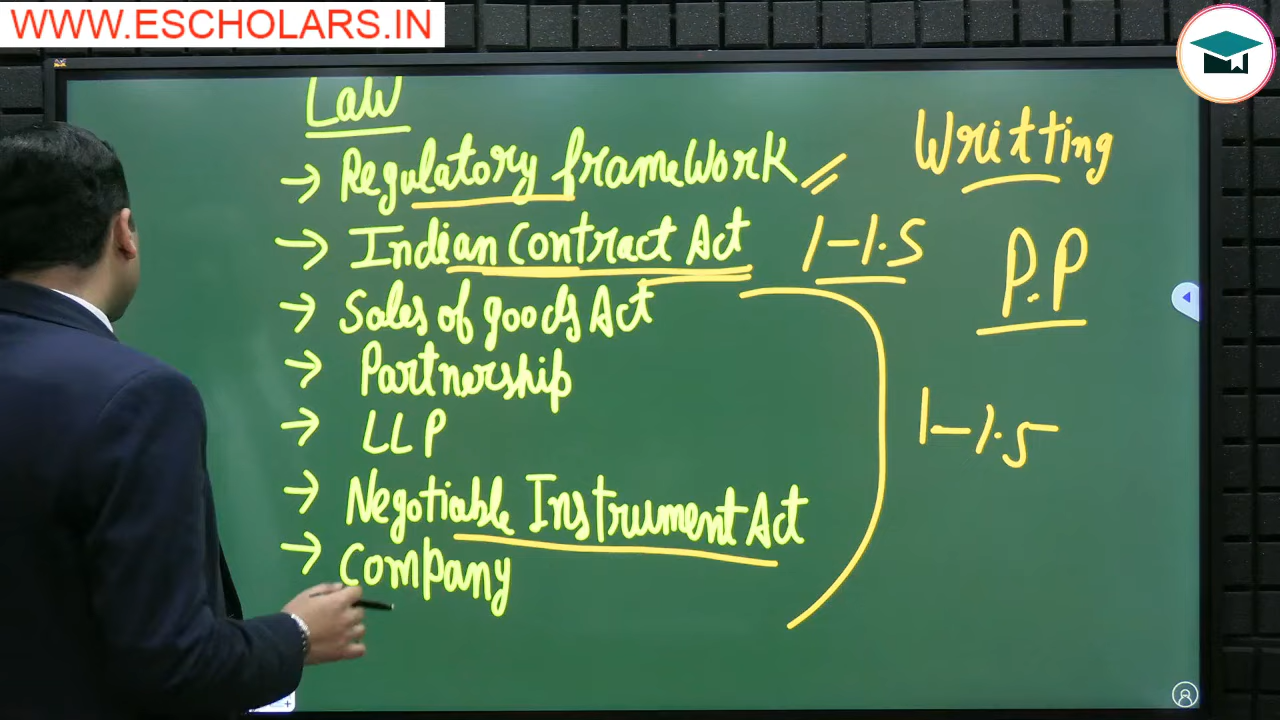 WWW.ESCHOLARS.IN
Law
→ Regulatory framework
→ Indian Contract Act 1-1.5
→ Sales of goods Act
→ Partnership
→ LLP
→ Negotiable Instrument Act
→ Company
Writting
P.P
1-1.5